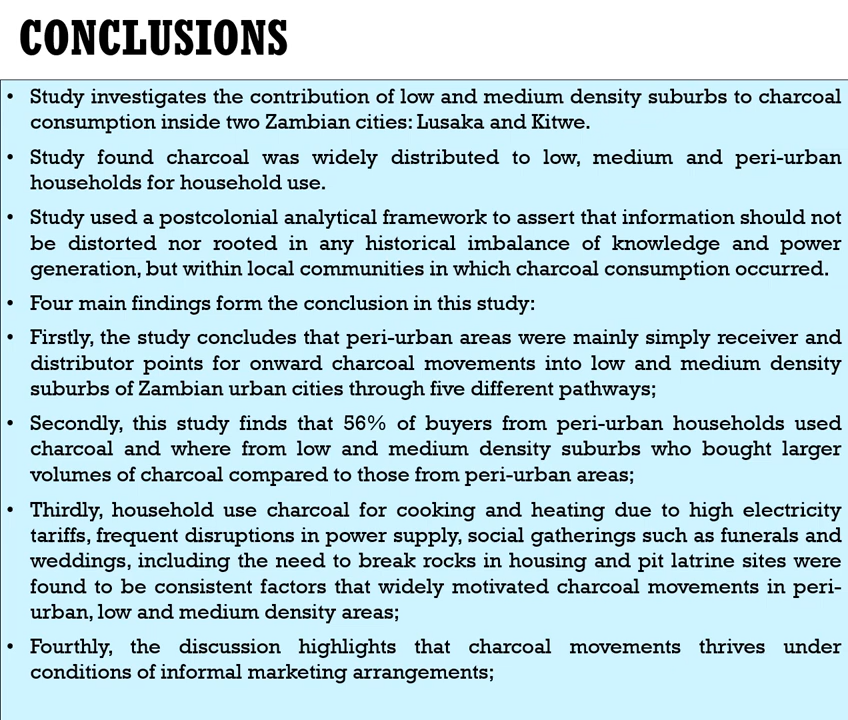 CONCLUSIONS
• Study investigates the contribution of low and medium density suburbs to charcoal
consumption inside two Zambian cities: Lusaka and Kitwe.
• Study found charcoal was widely distributed to low, medium and peri-urban
households for household use.
• Study used a postcolonial analytical framework to assert that information should not
be distorted nor rooted in any historical imbalance of knowledge and power
generation, but within local communities in which charcoal consumption occurred.
• Four main findings form the conclusion in this study:
• Firstly, the study concludes that peri-urban areas were mainly simply receiver and
distributor points for onward charcoal movements into low and medium density
suburbs of Zambian urban cities through five different pathways;
• Secondly, this study finds that 56% of buyers from peri-urban households used
charcoal and where from low and medium density suburbs who bought larger
volumes of charcoal compared to those from peri-urban areas;
• Thirdly, household use charcoal for cooking and heating due to high electricity
tariffs, frequent disruptions in power supply, social gatherings such as funerals and
weddings, including the need to break rocks in housing and pit latrine sites were
found to be consistent factors that widely motivated charcoal movements in peri-
urban, low and medium density areas;
• Fourthly, the discussion highlights that charcoal movements thrives under
conditions of informal marketing arrangements;